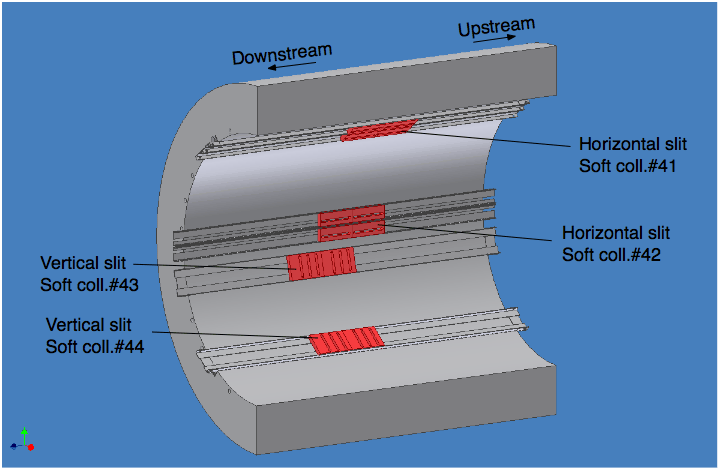 Upstream
Downstream
Horizontal slit
Soft coll.#41
Horizontal slit
Soft coll.#42
Vertical slit
Soft coll.#43
Vertical slit
Soft coll.#44